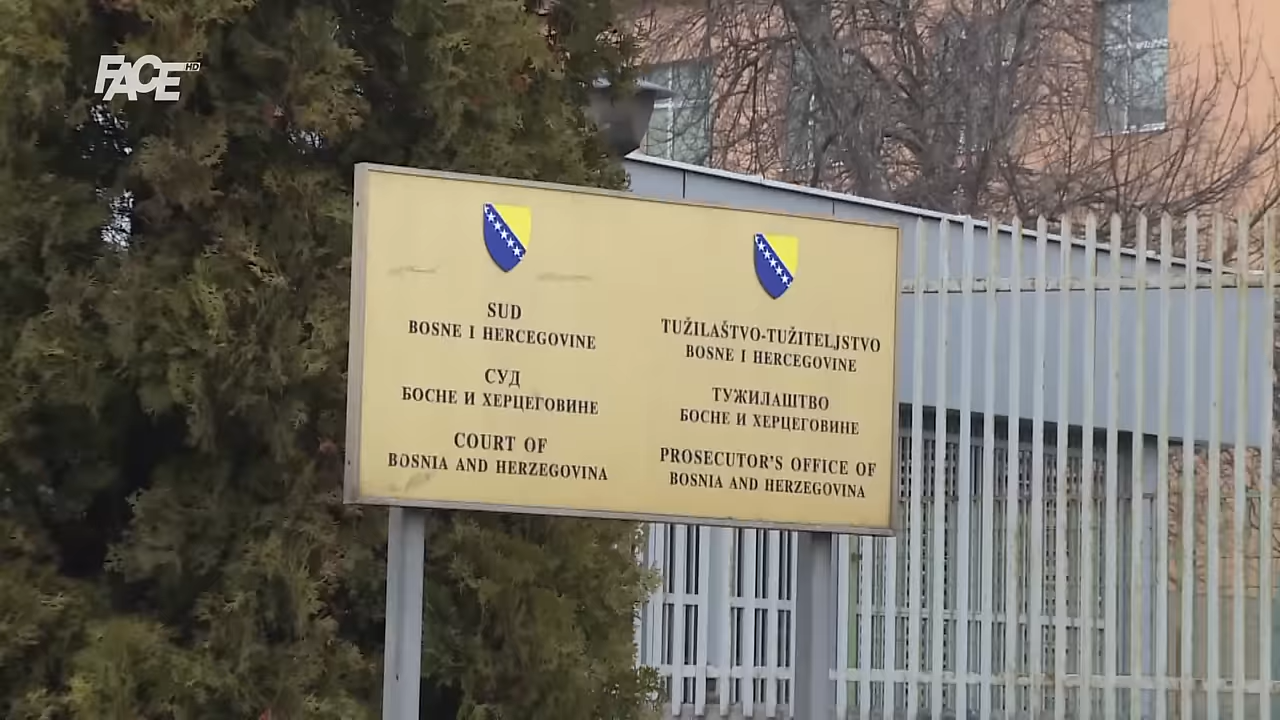 FACE HD
SUD
BOSNE I HERCEGOVINE
СУД
БОСНЕ И ХЕРЦЕГОВИНЕ
COURT OF
BOSNIA AND HERZEGOVINA
TUŽILAŠTVO-TUŽITELJSTVO
BOSNE I HERCEGOVINE
ТУЖИЛАШТВО
БОСНЕ И ХЕРЦЕГОВИНЕ
PROSECUTOR'S OFFICE OF
BOSNIA AND HERZEGOVINA